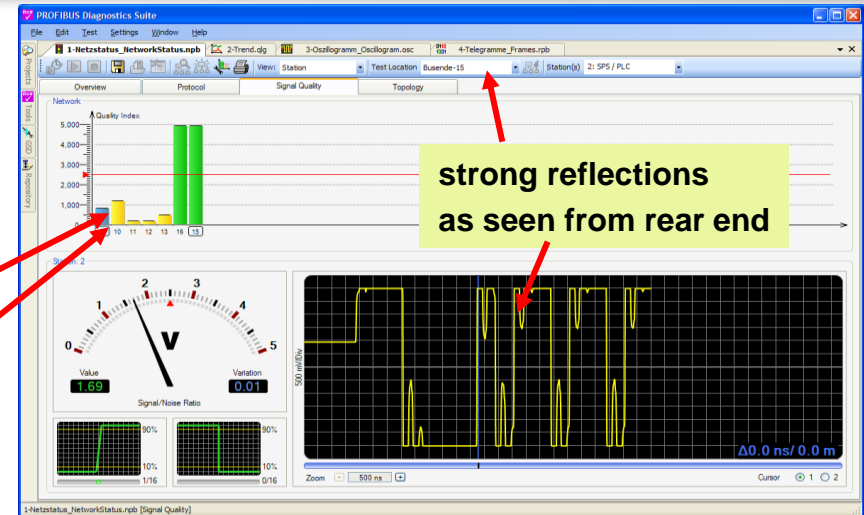 PROFIBUS Diagnostics Suite
File Edit Test Settings Window Help
1-Netzstatus_NetworkStatus.npb 2-Trend.qlg 3-Oszillogramm_Oscillogram.osc 4-Telegramme_Frames.rpb
View: Station Test Location Busende-15 Station(s) 2: SPS / PLC
Projects
Tools
GSD
Repository
Overview Protocol Signal Quality Topology
Network
Quality Index
5.000
4.000
3.000
2.000
1.000
10 11 12 13 16 15
strong reflections
as seen from rear end
0 1 2 3 4 5
V
Value Variation
1.69 0.01
Signal/Noise Ratio
90%
10%
1/16
90%
10%
0/16
500 mV/Div
Δ0.0 ns/ 0.0 m
Zoom - 500 ns + Cursor 1 2
1-Netzstatus_NetworkStatus.npb [Signal Quality]